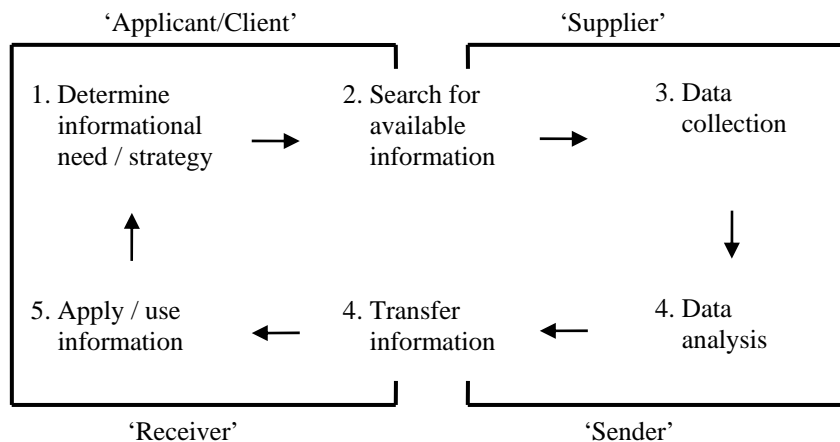 ‘Applicant/Client’
‘Supplier’
1. Determine
informational
need / strategy
2. Search for
available
information
3. Data
collection
5. Apply / use
information
4. Transfer
information
4. Data
analysis
‘Receiver’
‘Sender’